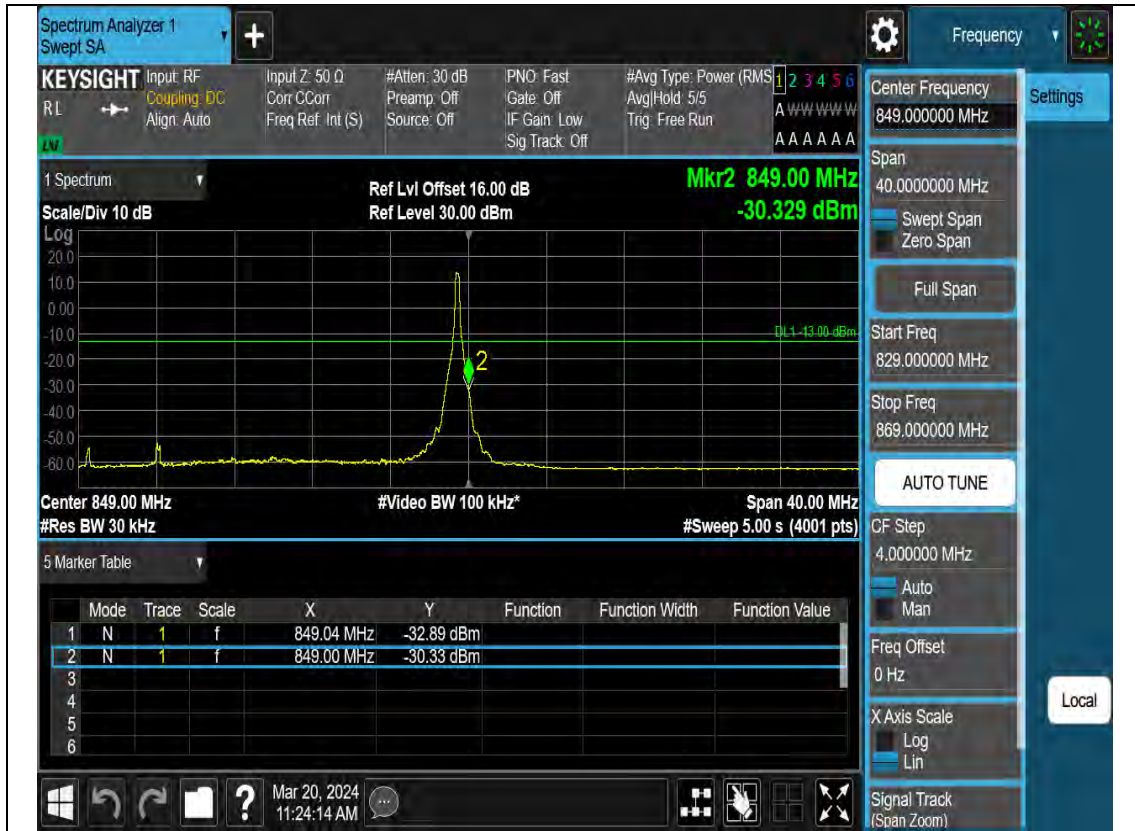 Spectrum Analyzer 1
Swept SA
+
Frequency
KEYSIGHT
R L
LXI
Input: RF
Coupling: DC
Align: Auto
Input Z: 50 Ω
Corr CCorr
Freq Ref: Int (S)
#Atten: 30 dB
Preamp: Off
Source: Off
PNO: Fast
Gate: Off
IF Gain: Low
Sig Track: Off
#Avg Type: Power (RMS
Avg|Hold: 5/5
Trig: Free Run
1 2 3 4 5 6
A W W W W W
A A A A A A
1 Spectrum
Scale/Div 10 dB
Log
Ref Lvl Offset 16.00 dB
Ref Level 30.00 dBm
Mkr2 849.00 MHz
-30.329 dBm
20.0
10.0
0.00
-10.0
-20.0
-30.0
-40.0
-50.0
-60.0
DL1 -13.00 dBm
2
Center 849.00 MHz
#Video BW 100 kHz*
Span 40.00 MHz
#Res BW 30 kHz
#Sweep 5.00 s (4001 pts)
5 Marker Table
Mode Trace Scale X Y Function Function Width Function Value
1 N 1 f 849.04 MHz -32.89 dBm
2 N 1 f 849.00 MHz -30.33 dBm
3
4
5
6
?
Mar 20, 2024
11:24:14 AM
Center Frequency
849.000000 MHz
Settings
Span
40.0000000 MHz
Swept Span
Zero Span
Full Span
Start Freq
829.000000 MHz
Stop Freq
869.000000 MHz
AUTO TUNE
CF Step
4.000000 MHz
Auto
Man
Freq Offset
0 Hz
X Axis Scale
Log
Lin
Local
Signal Track
(Span Zoom)